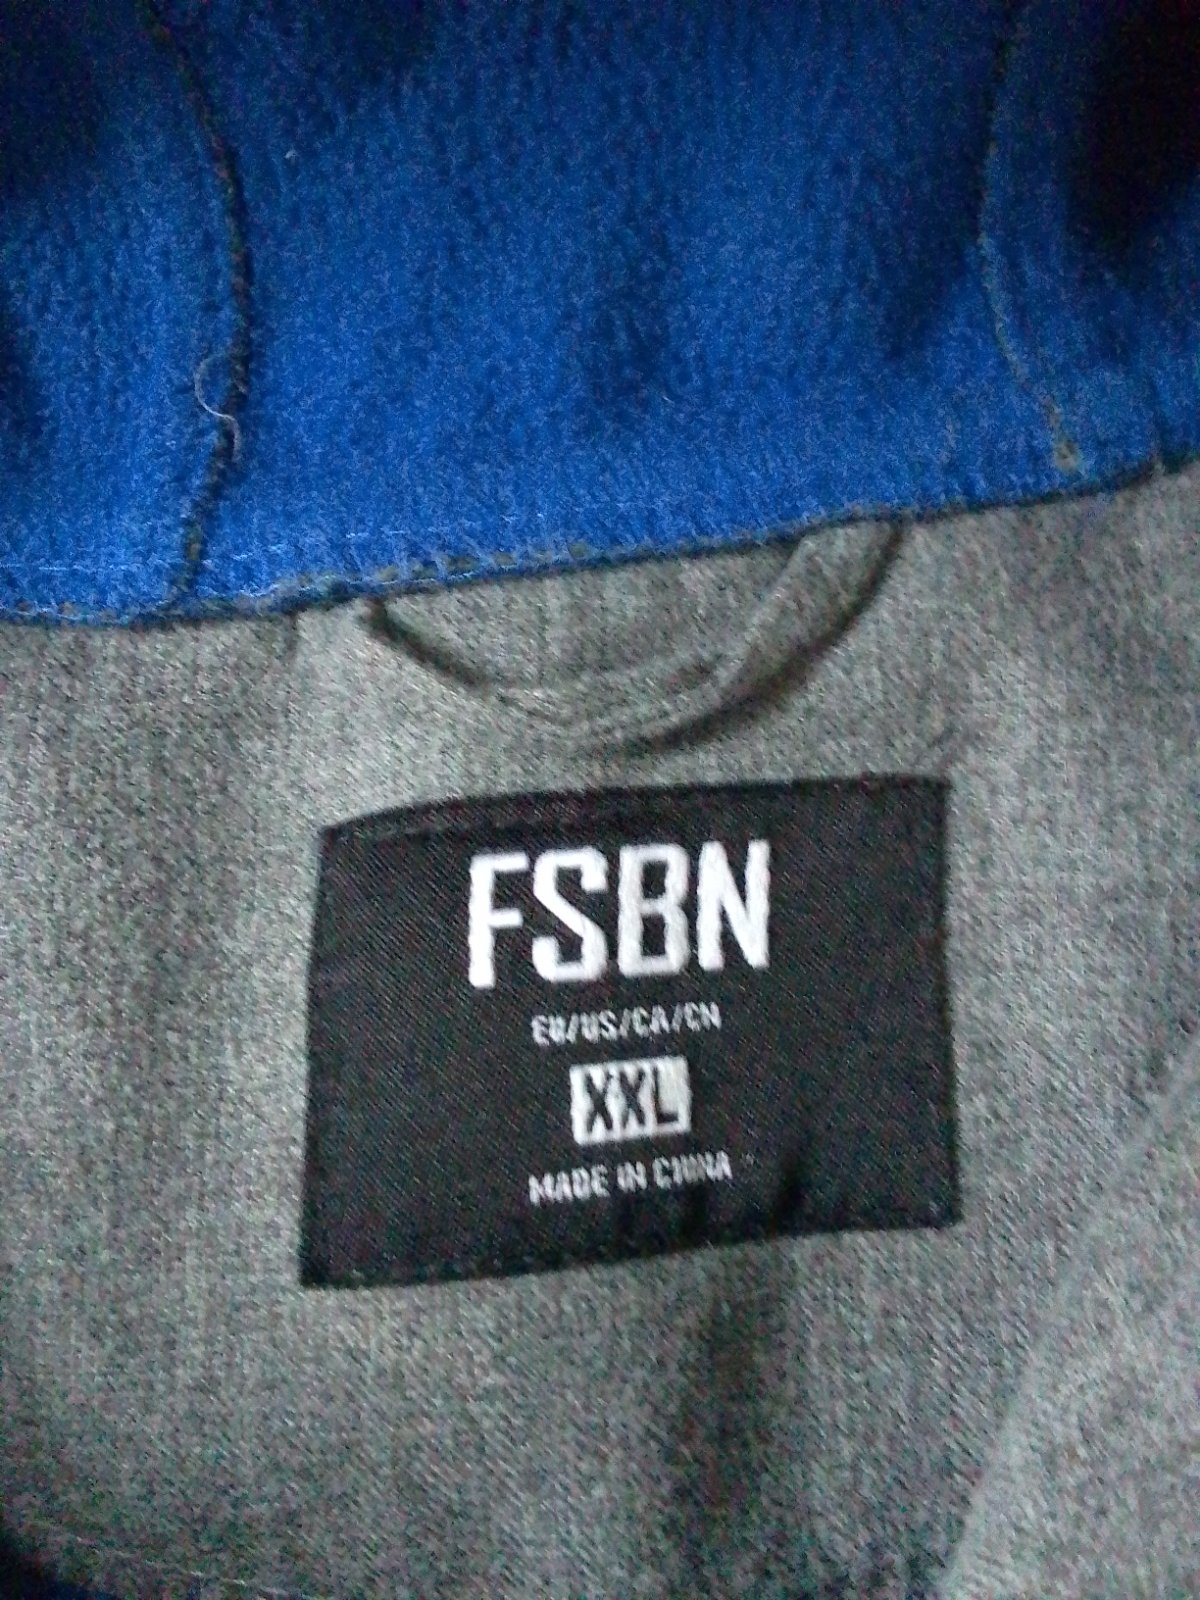 FSBN
EU/US/CA/CN
XXL
MADE IN CHINA